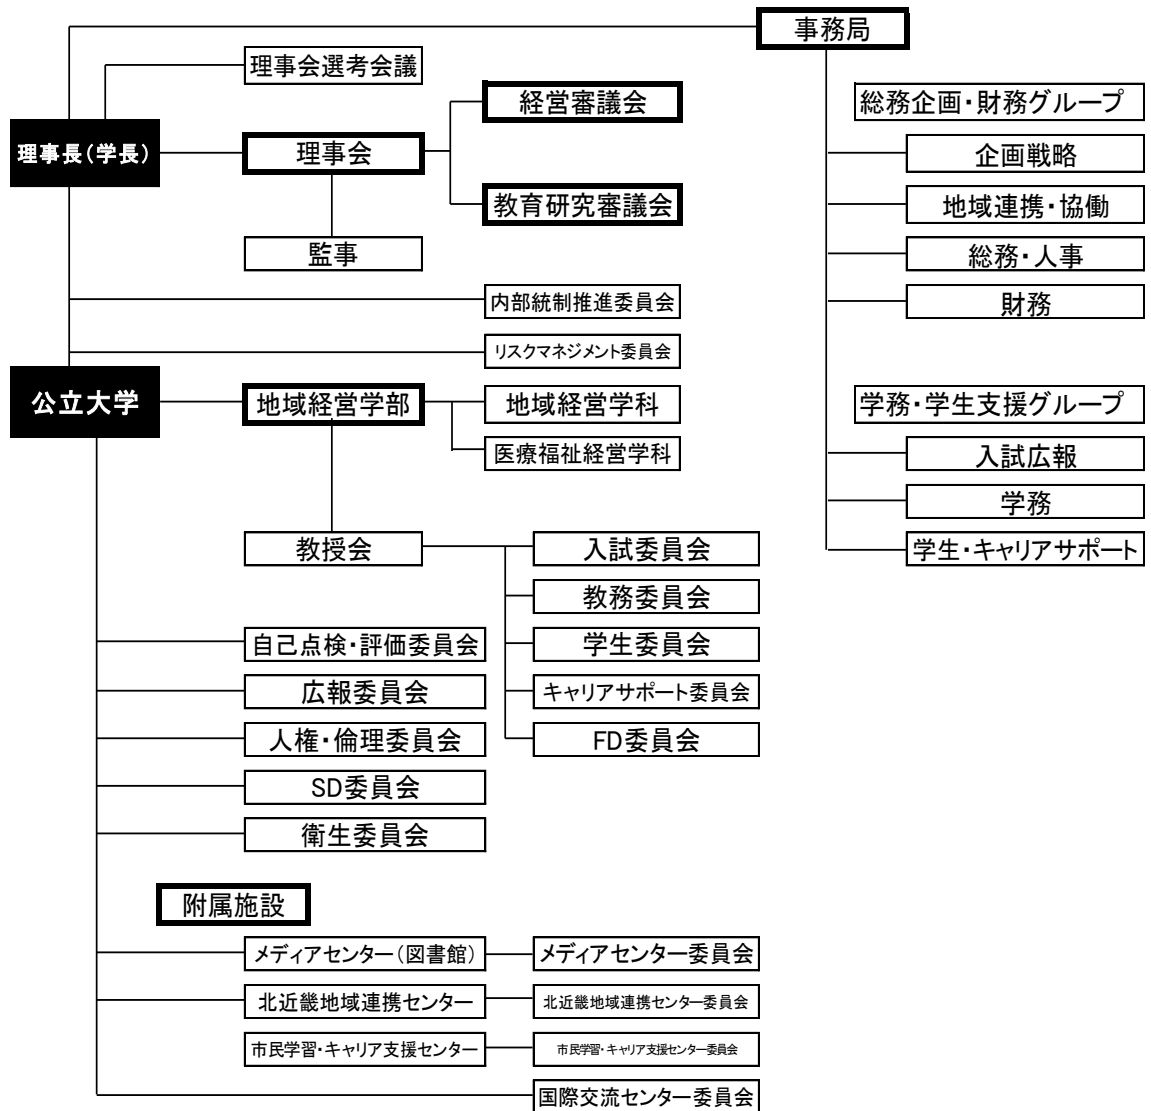 事務局
理事会選考会議
総務企画・財務グループ
経営審議会
理事長（学長）
理事会
企画戦略
教育研究審議会
地域連携・協働
監事
総務・人事
内部統制推進委員会
財務
リスクマネジメント委員会
公立大学
地域経営学部
地域経営学科
学務・学生支援グループ
医療福祉経営学科
入試広報
学務
教授会
入試委員会
学生・キャリアサポート
教務委員会
自己点検・評価委員会
学生委員会
広報委員会
キャリアサポート委員会
人権・倫理委員会
FD委員会
SD委員会
衛生委員会
附属施設
メディアセンター（図書館）
メディアセンター委員会
北近畿地域連携センター
北近畿地域連携センター委員会
市民学習・キャリア支援センター
市民学習・キャリア支援センター委員会
国際交流センター委員会